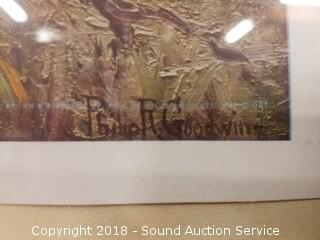 Philip R. Goodwin
Copyright 2018 - Sound Auction Service